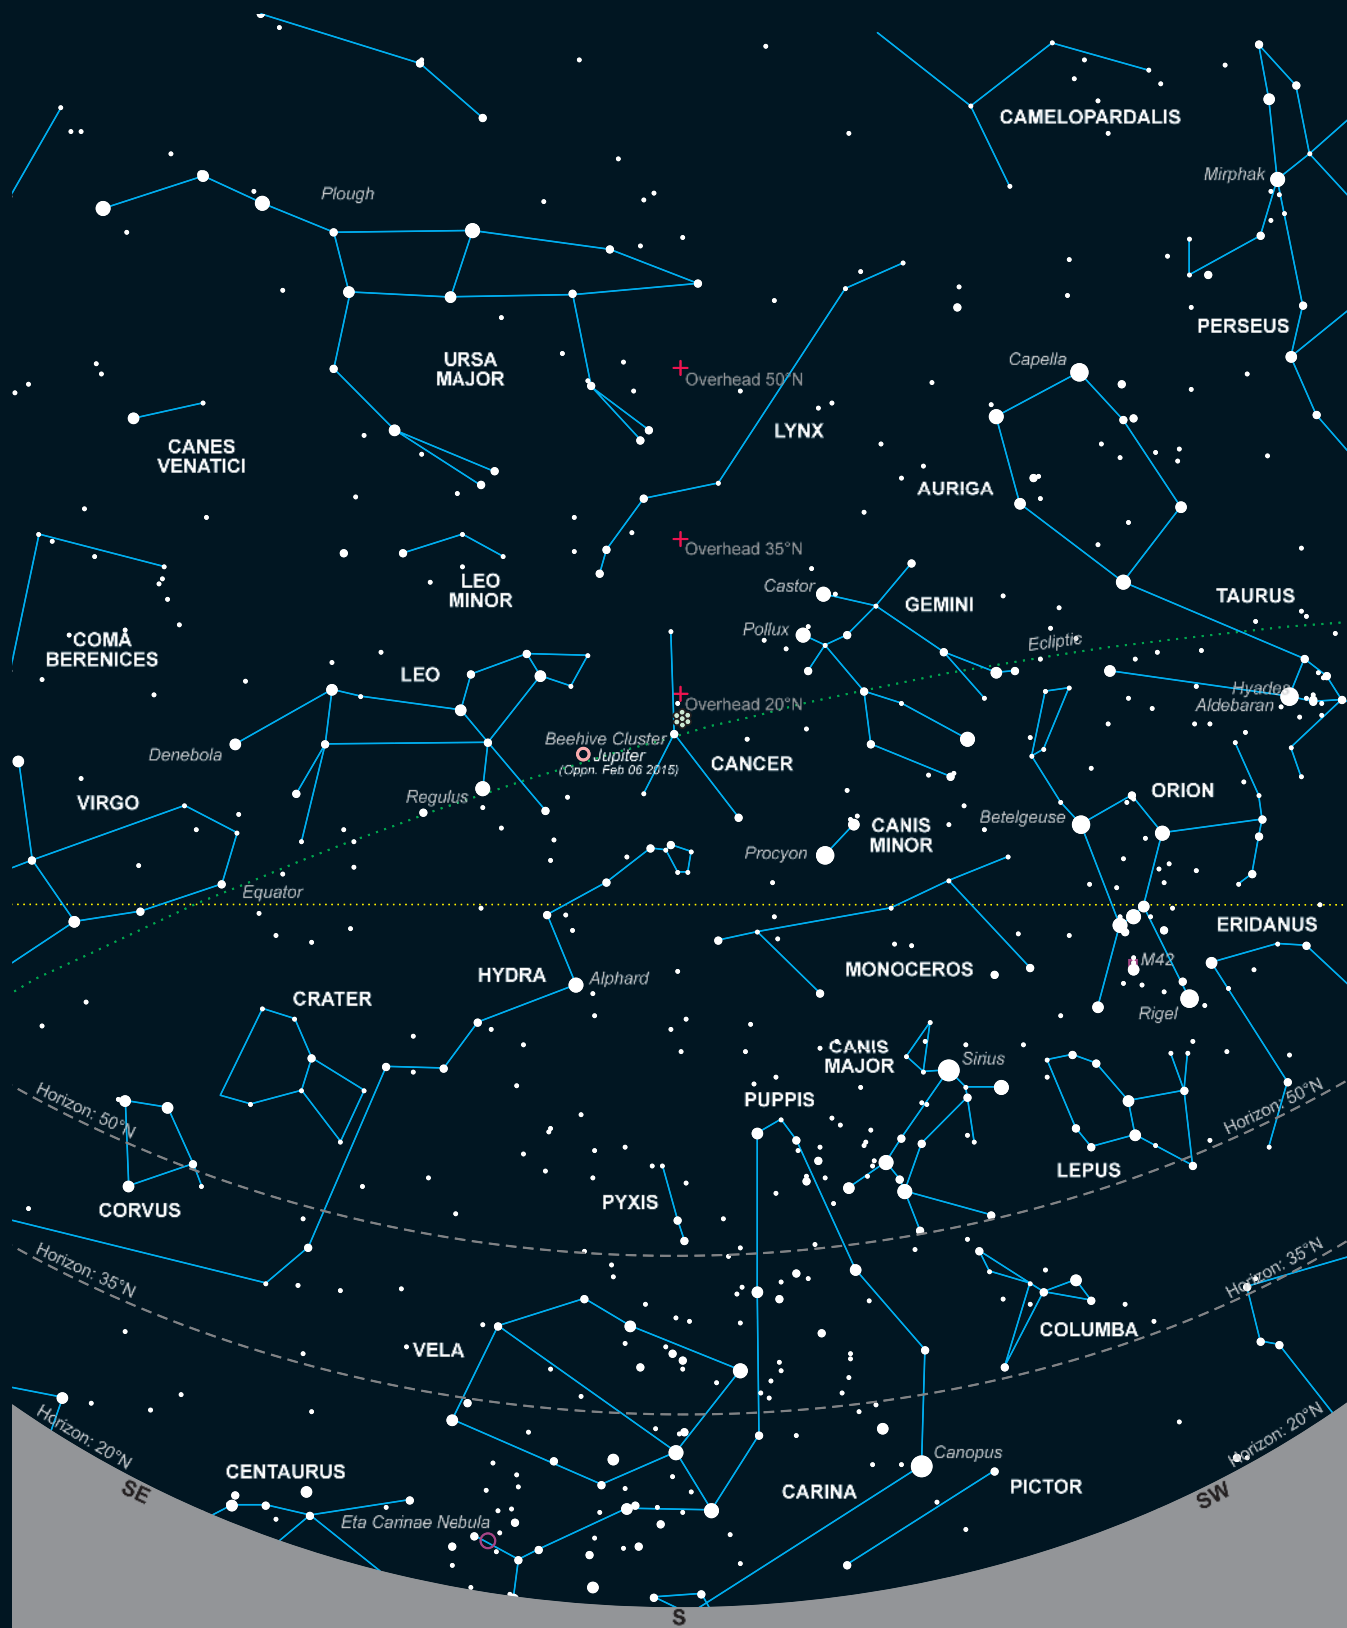 CAMELOPARDALIS
Mirphak
Plough
PERSEUS
URSA
MAJOR
Capella
Overhead 50°N
LYNX
CANES
VENATICI
AURIGA
Overhead 35°N
LEO
MINOR
Castor
GEMINI
TAURUS
Pollux
Ecliptic
COMA
BERENICES
LEO
Hyades
Aldebaran
Overhead 20°N
Beehive Cluster
Denebola
Jupiter
(Oppn. Feb 06 2015)
CANCER
VIRGO
Regulus
ORION
Betelgeuse
CANIS
MINOR
Procyon
Equator
ERIDANUS
M42
MONOCEROS
HYDRA
Alphard
CRATER
Rigel
CANIS
MAJOR
Sirius
PUPPIS
Horizon: 50°N
Horizon: 50°N
LEPUS
PYXIS
CORVUS
Horizon: 35°N
Horizon: 35°N
COLUMBA
VELA
Horizon: 20°N
Horizon: 20°N
Canopus
CENTAURUS
CARINA
PICTOR
SE
SW
Eta Carinae Nebula
S